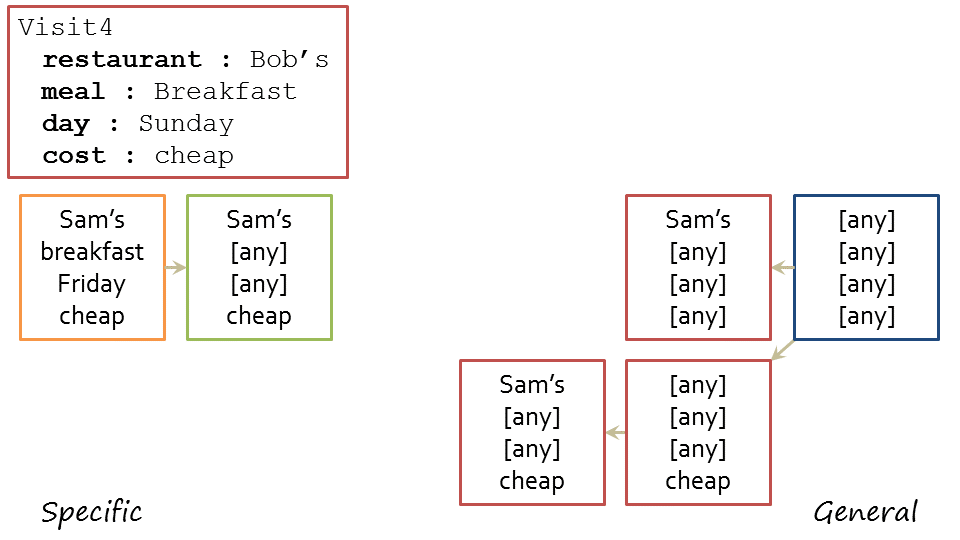 Visit4
restaurant : Bob’s
meal : Breakfast
day : Sunday
cost : cheap
Sam’s
breakfast
Friday
cheap
Sam’s
[any]
[any]
cheap
Sam’s
[any]
[any]
[any]
[any]
[any]
[any]
[any]
Sam’s
[any]
[any]
cheap
[any]
[any]
[any]
cheap
Specific
General